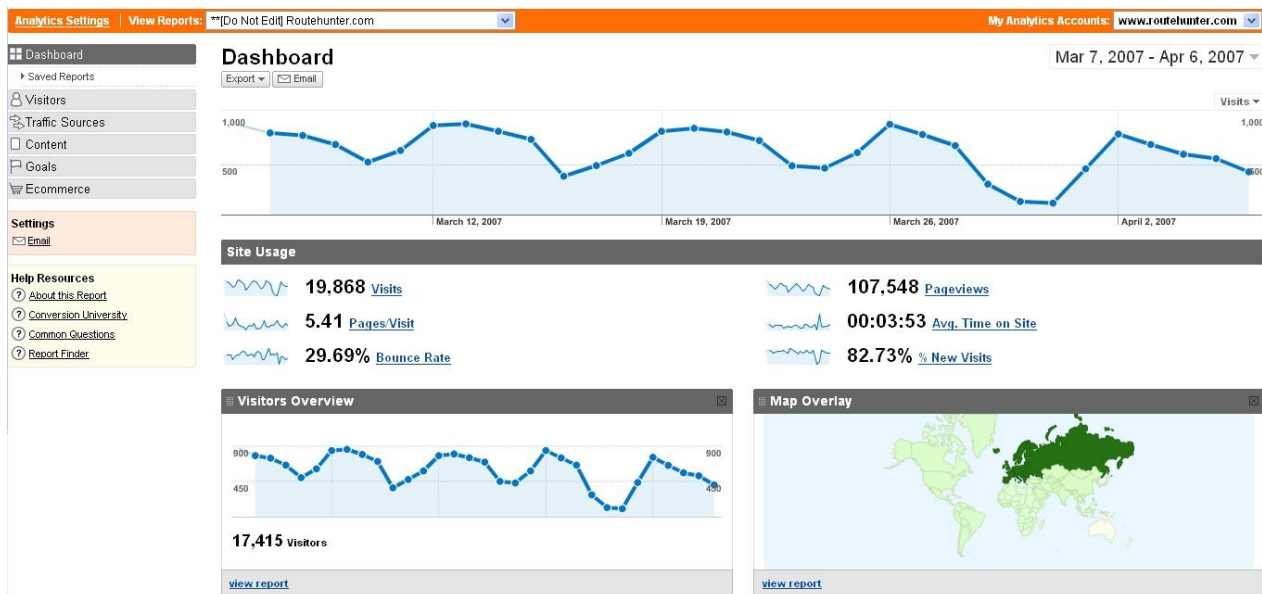 Analytics Settings | View Reports: **[Do Not Edit] Routehunter.com My Analytics Accounts: www.routehunter.com
Dashboard
Saved Reports
Visitors
Traffic Sources
Content
Goals
Ecommerce
Settings
Email
Help Resources
About this Report
Conversion University
Common Questions
Report Finder
Dashboard
Mar 7, 2007 - Apr 6, 2007
Export Email
Visits
1,000 1,000
500 500
March 12, 2007 March 19, 2007 March 26, 2007 April 2, 2007
Site Usage
19,868 Visits 107,548 Pageviews
5.41 Pages/Visit 00:03:53 Avg. Time on Site
29.69% Bounce Rate 82.73% % New Visits
Visitors Overview
900 900
450 450
17,415 Visitors
view report
Map Overlay
view report